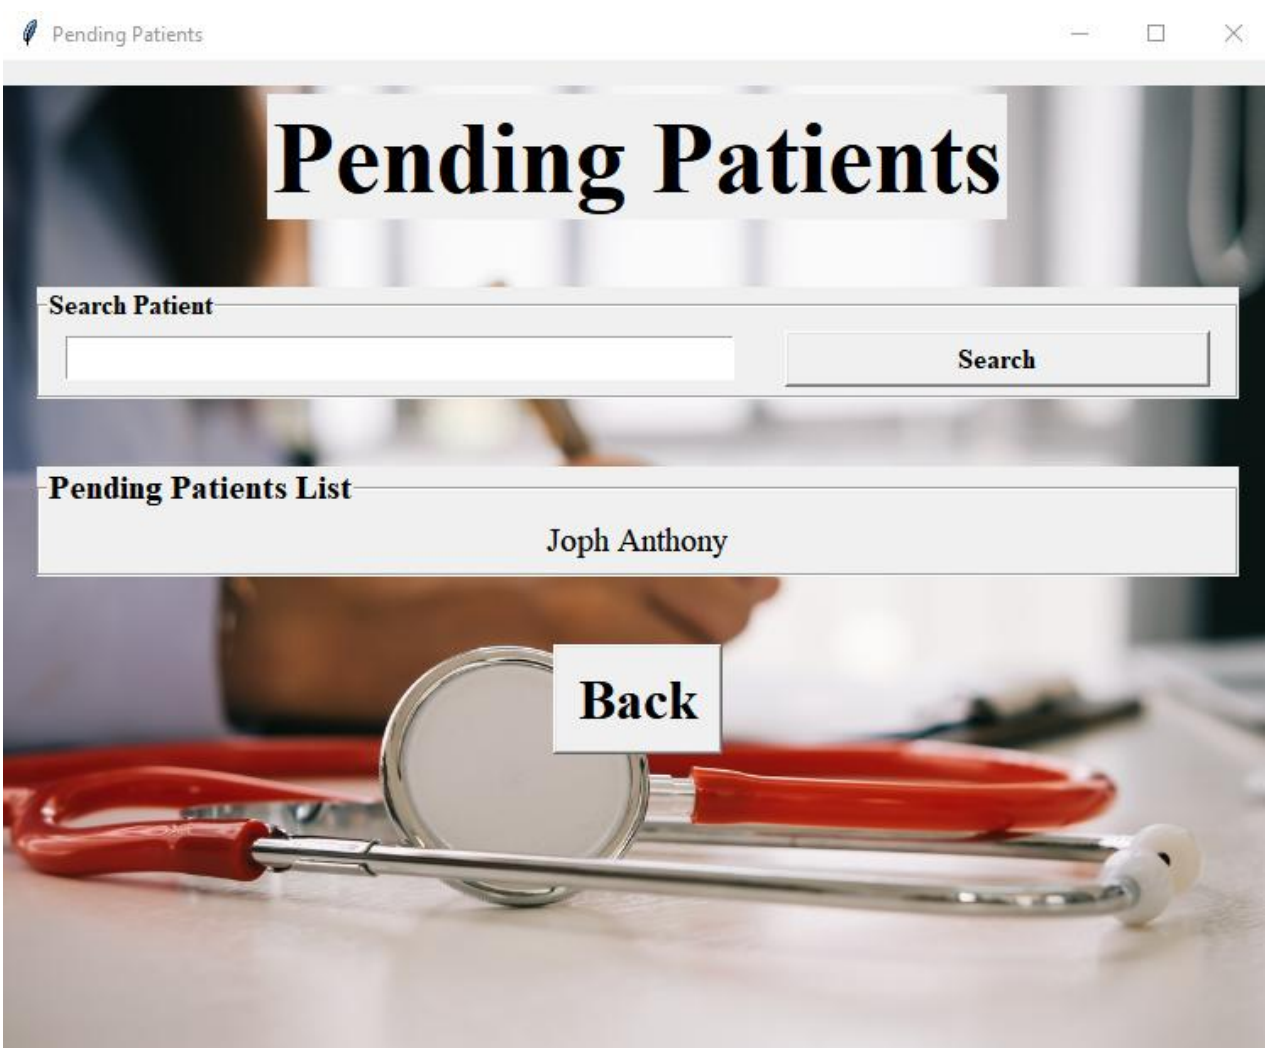 Pending Patients
Pending Patients
Search Patient
Search
Pending Patients List
Joph Anthony
Back